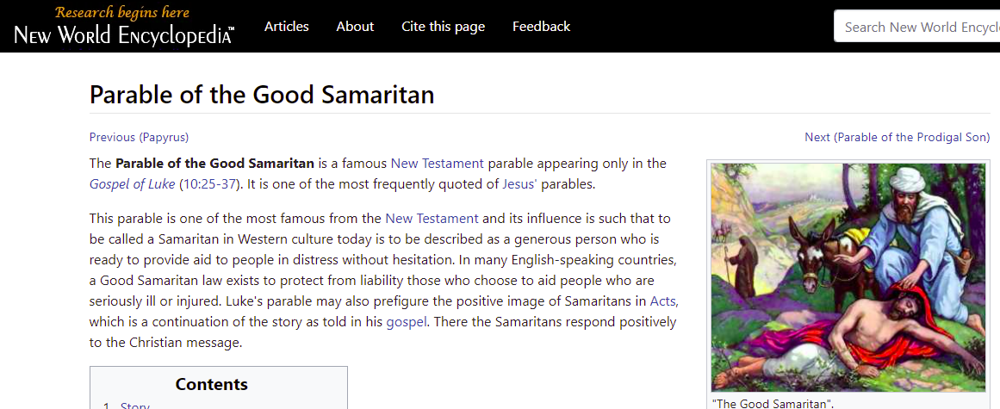 Research begins here
New World Encyclopedia™
Articles
About
Cite this page
Feedback
Search New World Encycl
Parable of the Good Samaritan
Previous (Papyrus)
Next (Parable of the Prodigal Son)
The Parable of the Good Samaritan is a famous New Testament parable appearing only in the
Gospel of Luke (10:25-37). It is one of the most frequently quoted of Jesus' parables.
This parable is one of the most famous from the New Testament and its influence is such that to
be called a Samaritan in Western culture today is to be described as a generous person who is
ready to provide aid to people in distress without hesitation. In many English-speaking countries,
a Good Samaritan law exists to protect from liability those who choose to aid people who are
seriously ill or injured. Luke's parable may also prefigure the positive image of Samaritans in Acts,
which is a continuation of the story as told in his gospel. There the Samaritans respond positively
to the Christian message.
"The Good Samaritan".
Contents
1 Story